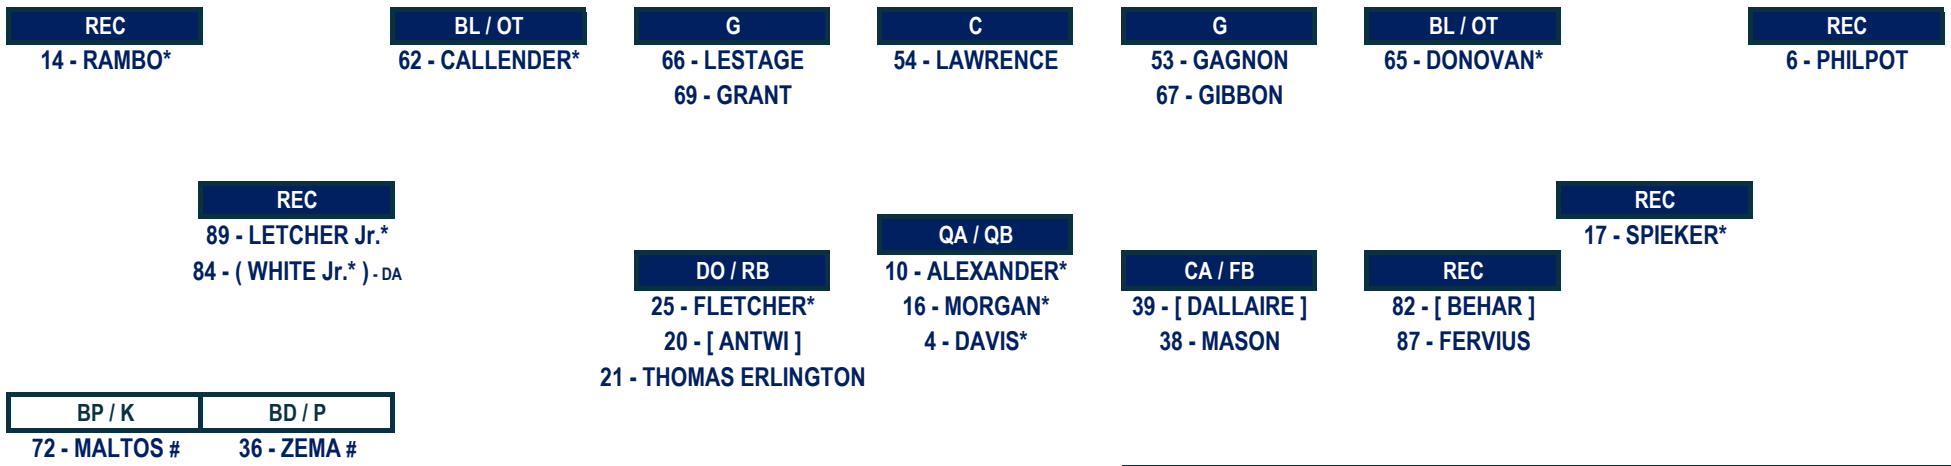 REC BL / OT G C G BL / OT REC
14 - RAMBO* 62 - CALLENDER* 66 - LESTAGE 54 - LAWRENCE 53 - GAGNON 65 - DONOVAN* 6 - PHILPOT
69 - GRANT 67 - GIBBON
REC REC
89 - LETCHER Jr.* QA / QB 17 - SPIEKER*
84 - ( WHITE Jr.* ) - DA DO / RB 10 - ALEXANDER* CA / FB REC
25 - FLETCHER* 16 - MORGAN* 39 - [ DALLAIRE ] 82 - [ BEHAR ]
20 - [ ANTWI ] 4 - DAVIS* 38 - MASON 87 - FERVIUS
21 - THOMAS ERLINGTON
BP / K BD / P
72 - MALTOS # 36 - ZEMA #